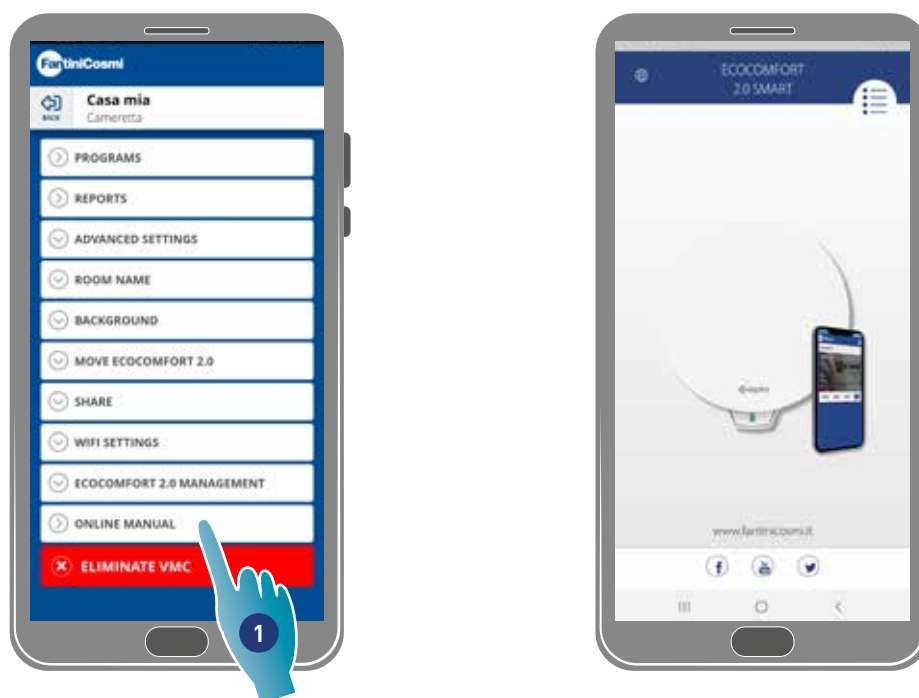 FantiniCosmi
BACK
Casa mia
Cameretta
PROGRAMS
REPORTS
ADVANCED SETTINGS
ROOM NAME
BACKGROUND
MOVE ECOCOMFORT 2.0
SHARE
WIFI SETTINGS
ECOCOMFORT 2.0 MANAGEMENT
ONLINE MANUAL
ELIMINATE VMC
1
ECOCOMFORT
2.0 SMART
www.fantinicosmi.it